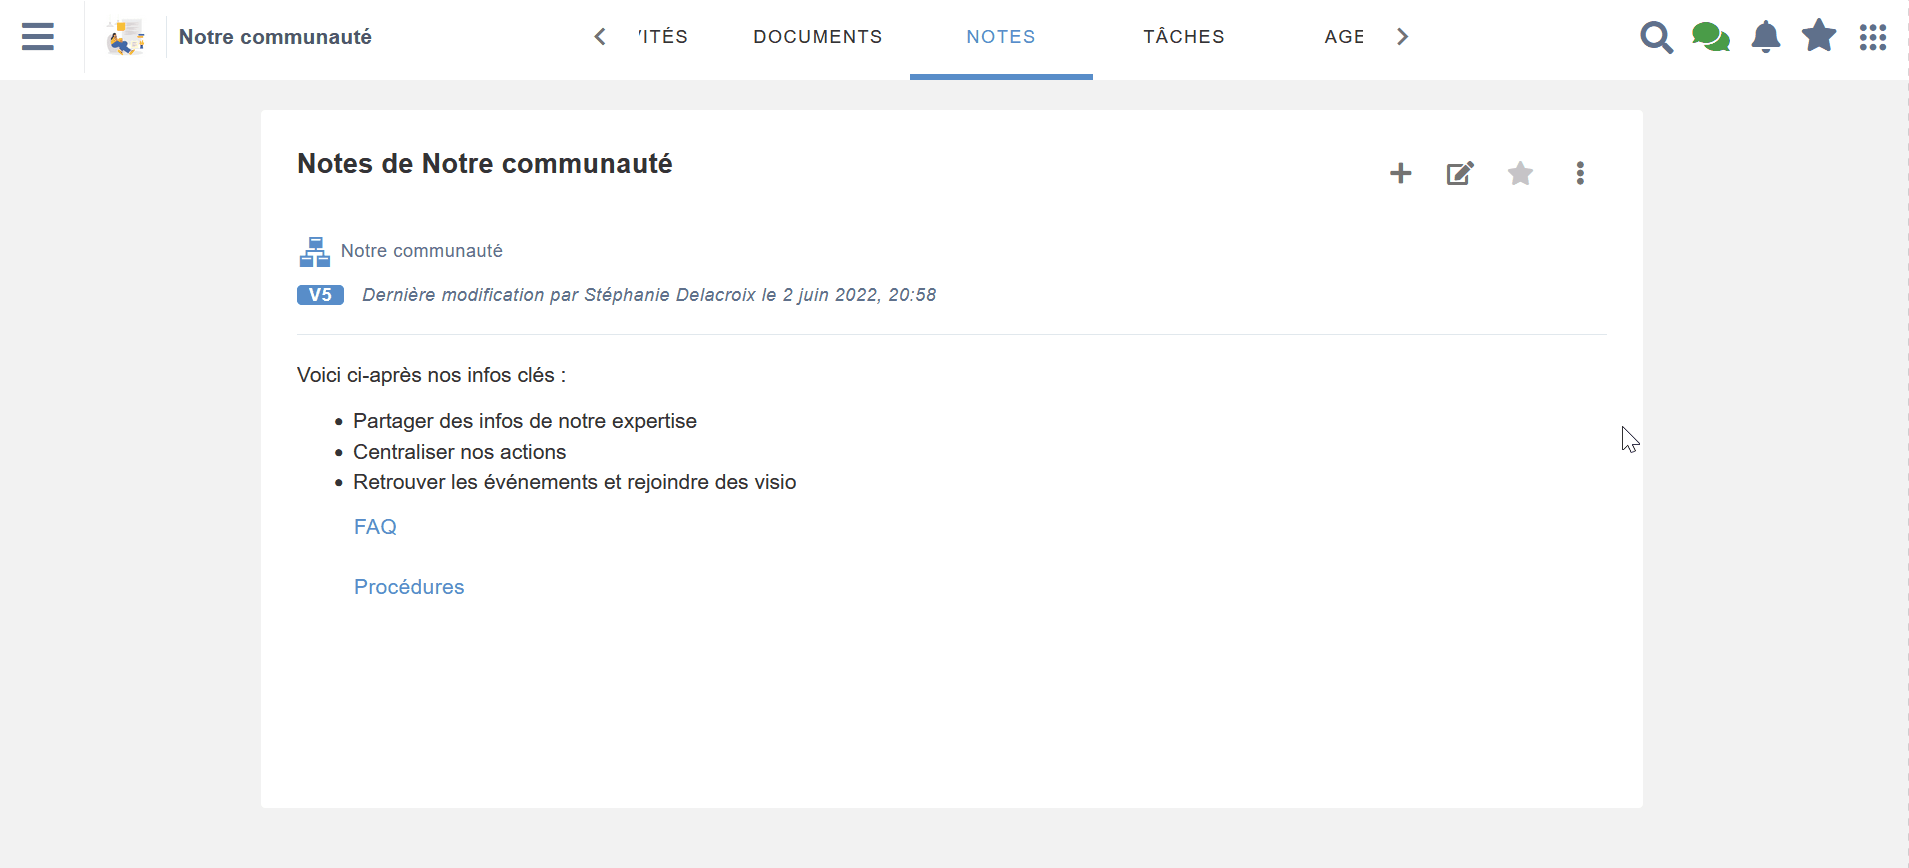 Notre communauté
ITÉS
DOCUMENTS
NOTES
TÂCHES
AGE
Notes de Notre communauté
Notre communauté
V5 Dernière modification par Stéphanie Delacroix le 2 juin 2022, 20:58
Voici ci-après nos infos clés :
• Partager des infos de notre expertise
• Centraliser nos actions
• Retrouver les événements et rejoindre des visio
FAQ
Procédures